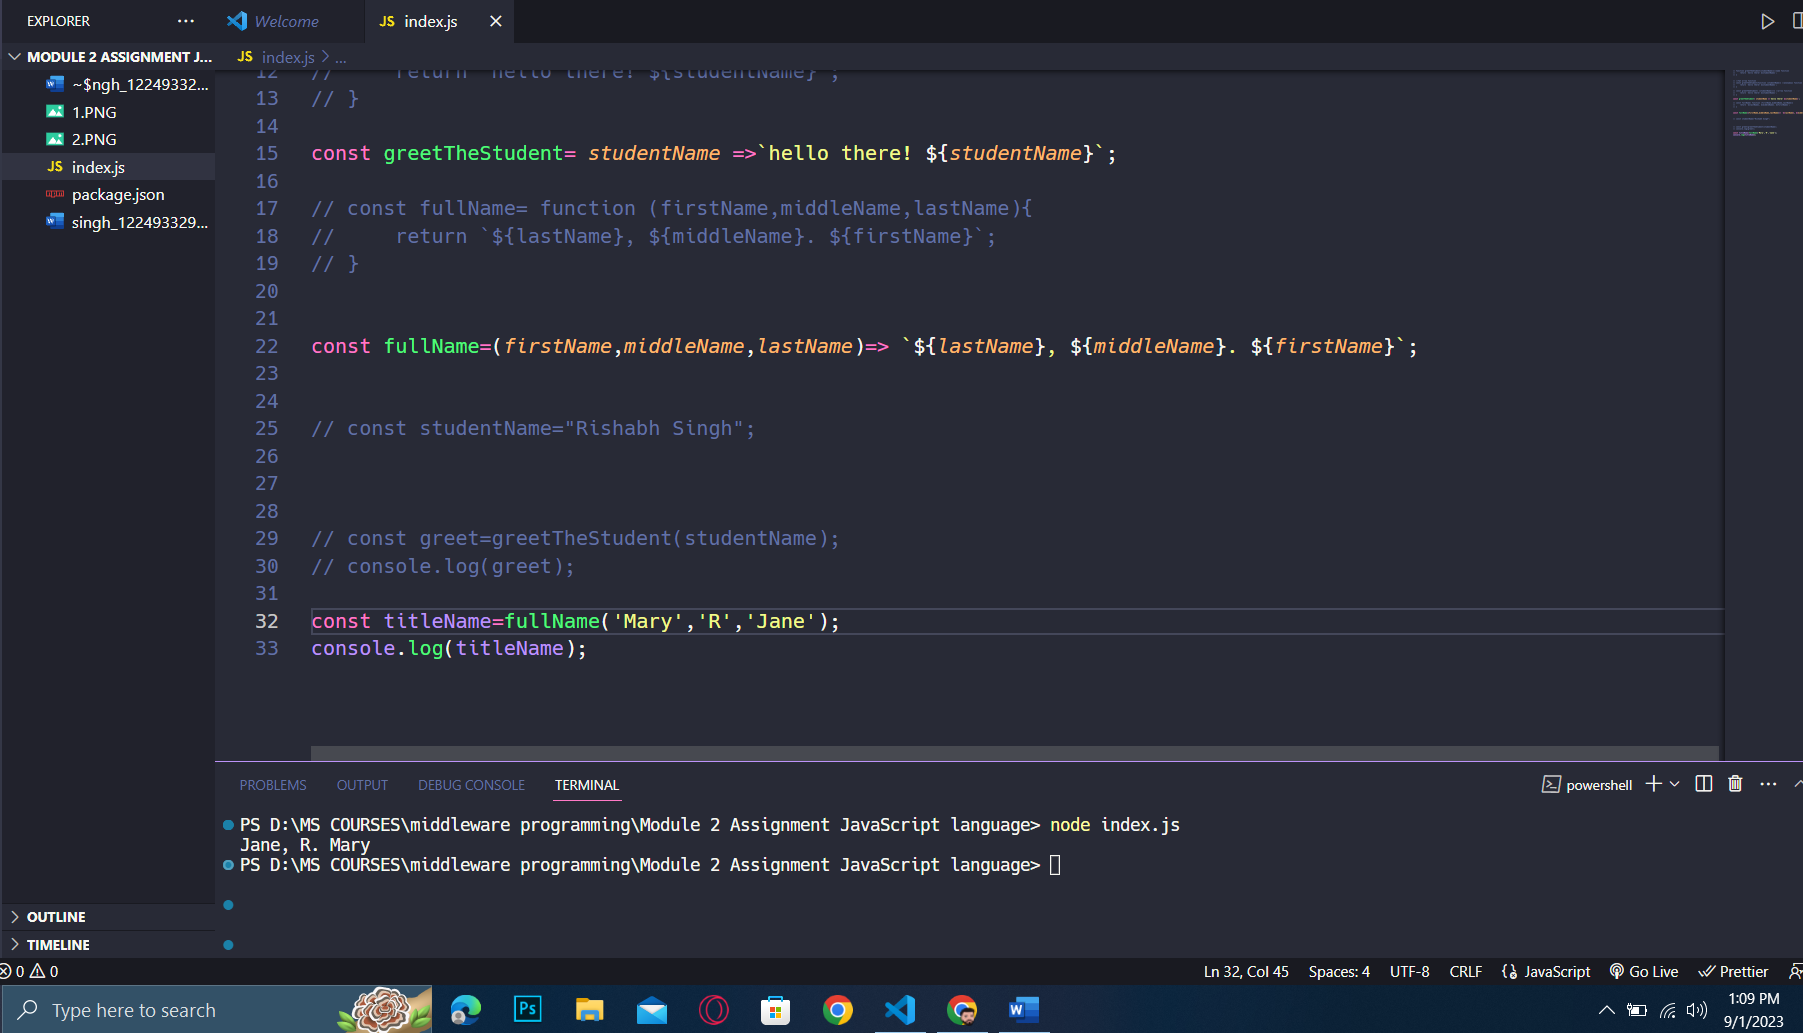 EXPLORER ···
Welcome
JS index.js
MODULE 2 ASSIGNMENT J...
~$ngh_12249332...
1.PNG
2.PNG
JS index.js
package.json
singh_122493329...
OUTLINE
TIMELINE
JS index.js > ...
12 // return `hello there! ${studentName}`;
13 // }
14
15 const greetTheStudent= studentName =>`hello there! ${studentName}`;
16
17 // const fullName= function (firstName,middleName,lastName){
18 // return `${lastName}, ${middleName}. ${firstName}`;
19 // }
20
21
22 const fullName=(firstName,middleName,lastName)=> `${lastName}, ${middleName}. ${firstName}`;
23
24
25 // const studentName="Rishabh Singh";
26
27
28
29 // const greet=greetTheStudent(studentName);
30 // console.log(greet);
31
32 const titleName=fullName('Mary','R','Jane');
33 console.log(titleName);
PROBLEMS OUTPUT DEBUG CONSOLE TERMINAL
powershell
PS D:\MS COURSES\middleware programming\Module 2 Assignment JavaScript language> node index.js
Jane, R. Mary
PS D:\MS COURSES\middleware programming\Module 2 Assignment JavaScript language>
0 0
Ln 32, Col 45 Spaces: 4 UTF-8 CRLF {} JavaScript Go Live Prettier
Type here to search
Ps
W
1:09 PM
9/1/2023